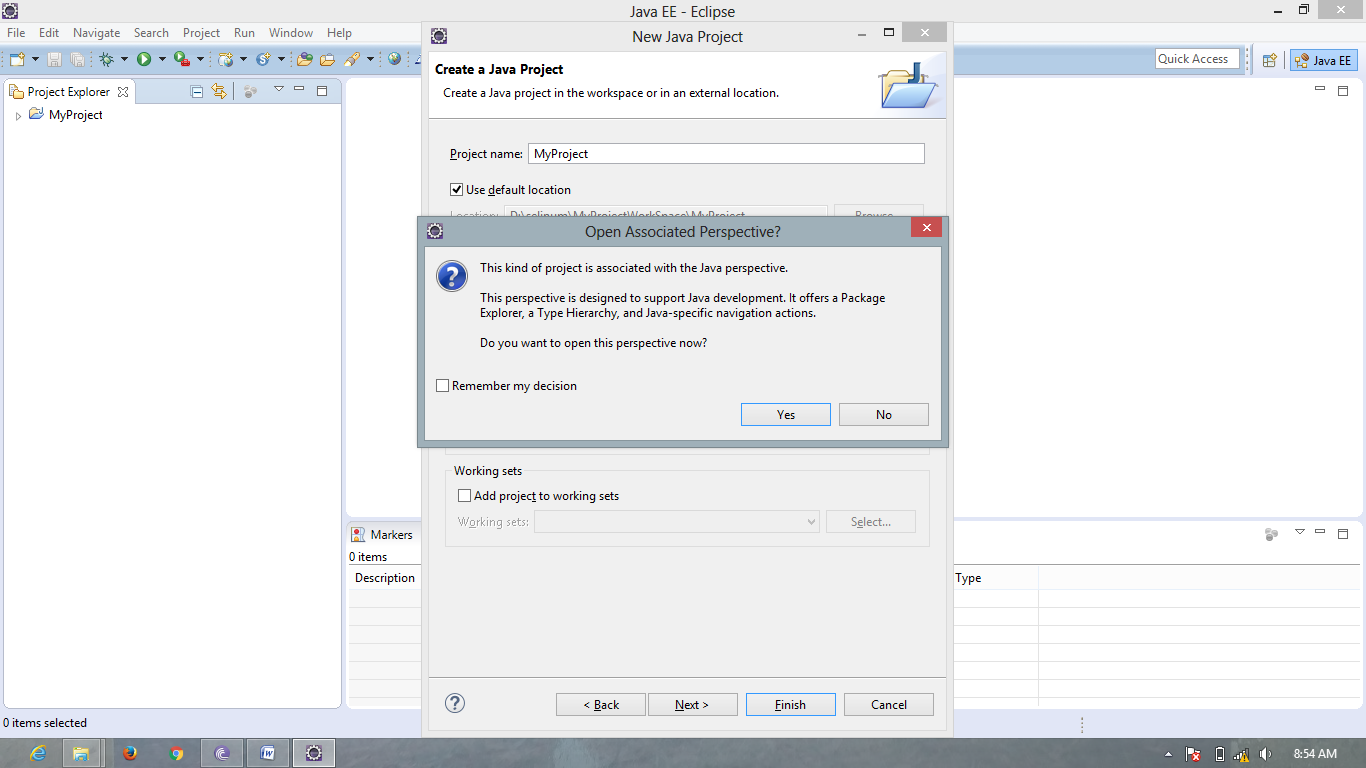 Java EE - Eclipse
File Edit Navigate Search Project Run Window Help
Quick Access
Java EE
Project Explorer
MyProject
New Java Project
Create a Java Project
Create a Java project in the workspace or in an external location.
Project name: MyProject
Use default location
Location: D:\selinum\MyProjectWorkSpace\MyProject Browse...
Open Associated Perspective?
This kind of project is associated with the Java perspective.
This perspective is designed to support Java development. It offers a Package
Explorer, a Type Hierarchy, and Java-specific navigation actions.
Do you want to open this perspective now?
Remember my decision
Yes No
Working sets
Add project to working sets
Working sets: Select...
Markers
0 items
Description Type
< Back Next > Finish Cancel
0 items selected
8:54 AM